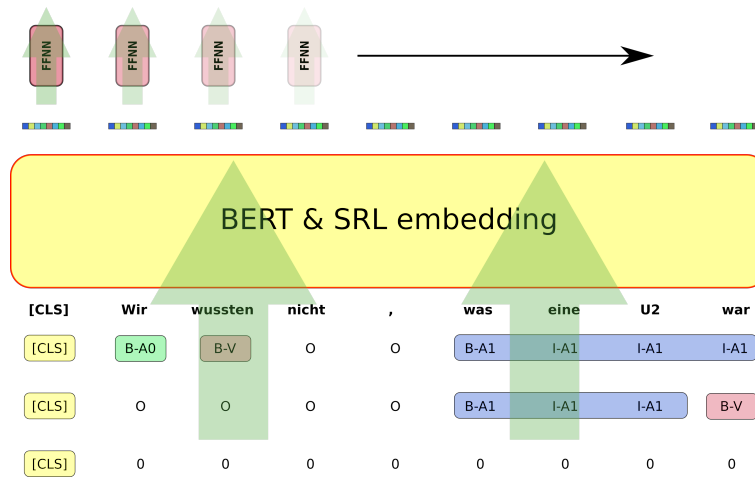 FFNN FFNN FFNN FFNN
BERT & SRL embedding
[CLS] Wir wussten nicht , was eine U2 war
[CLS] B-A0 B-V O O B-A1 I-A1 I-A1 I-A1
[CLS] O O O O B-A1 I-A1 I-A1 B-V
[CLS] 0 0 0 0 0 0 0 0